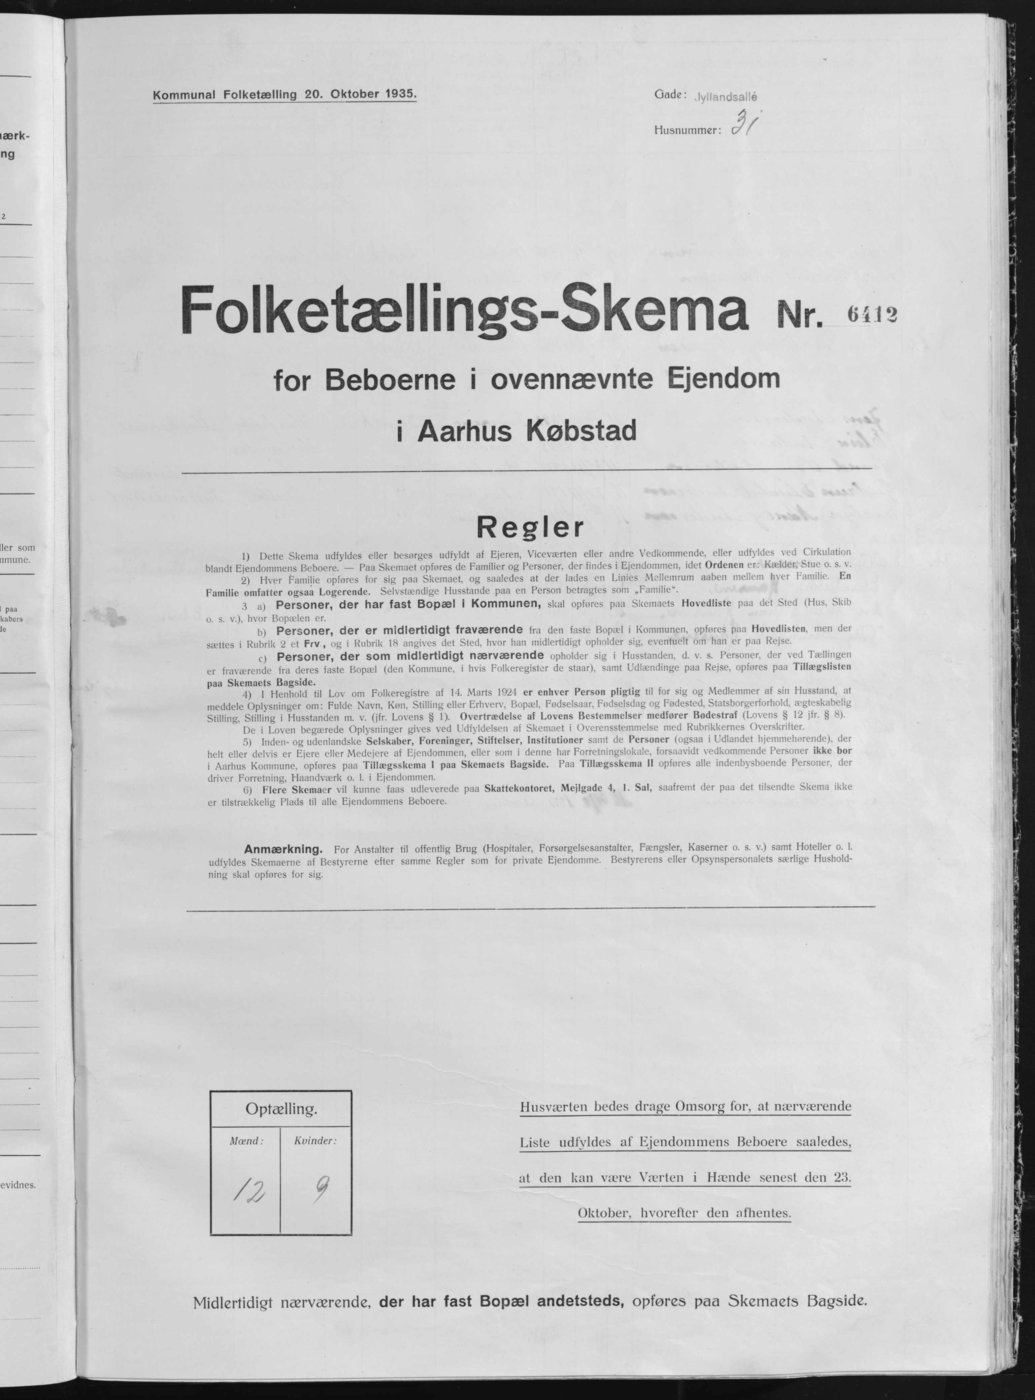 Kommunal Folketælling 20. Oktober 1935.
Gade: Jyllandsallé
Husnummer: 31
Folketællings-Skema Nr. 6412
for Beboerne i ovennævnte Ejendom
i Aarhus Købstad
Regler
1) Dette Skema udfyldes eller besørges udfyldt af Ejeren, Viceværten eller andre Vedkommende, eller udfyldes ved Cirkulation
blandt Ejendommens Beboere. — Paa Skemaet opføres de Familier og Personer, der findes i Ejendommen, idet Ordenen er: Kælder, Stue o. s. v.
2) Hver Familie opføres for sig paa Skemaet, og saaledes at der lades en Linies Mellemrum aaben mellem hver Familie. En
Familie omfatter ogsaa Logerende. Selvstændige Husstande paa en Person betragtes som „Familie".
3 a) Personer, der har fast Bopæl i Kommunen, skal opføres paa Skemaets Hovedliste paa det Sted (Hus, Skib
o. s. v.), hvor Bopælen er.
b) Personer, der er midlertidigt fraværende fra den faste Bopæl i Kommunen, opføres paa Hovedlisten, men der
sættes i Rubrik 2 et Frv, og i Rubrik 18 angives det Sted, hvor han midlertidigt opholder sig, eventuelt om han er paa Rejse.
c) Personer, der som midlertidigt nærværende opholder sig i Husstanden, d. v. s. Personer, der ved Tællingen
er fraværende fra deres faste Bopæl (den Kommune, i hvis Folkeregister de staar), samt Udlændinge paa Rejse, opføres paa Tillægslisten
paa Skemaets Bagside.
4) I Henhold til Lov om Folkeregistre af 14. Marts 1924 er enhver Person pligtig til for sig og Medlemmer af sin Husstand, at
meddele Oplysninger om: Fulde Navn, Køn, Stilling eller Erhverv, Bopæl, Fødselsaar, Fødselsdag og Fødested, Statsborgerforhold, ægteskabelig
Stilling, Stilling i Husstanden m. v. (jfr. Lovens § 1). Overtrædelse af Lovens Bestemmelser medfører Bødestraf (Lovens § 12 jfr. § 8).
De i Loven begærede Oplysninger gives ved Udfyldelsen af Skemaet i Overensstemmelse med Rubrikkernes Overskrifter.
5) Inden- og udenlandske Selskaber, Foreninger, Stiftelser, Institutioner samt de Personer (ogsaa i Udlandet hjemmehørende), der
helt eller delvis er Ejere eller Medejere af Ejendommen, eller som i denne har Forretningslokale, forsaavidt vedkommende Personer ikke bor
i Aarhus Kommune, opføres paa Tillægsskema I paa Skemaets Bagside. Paa Tillægsskema II opføres alle indenbysboende Personer, der
driver Forretning, Haandværk o. l. i Ejendommen.
6) Flere Skemaer vil kunne faas udleverede paa Skattekontoret, Mejlgade 4, 1. Sal, saafremt der paa det tilsendte Skema ikke
er tilstrækkelig Plads til alle Ejendommens Beboere.
Anmærkning. For Anstalter til offentlig Brug (Hospitaler, Forsørgelsesanstalter, Fængsler, Kaserner o. s. v.) samt Hoteller o. l.
udfyldes Skemaerne af Bestyrerne efter samme Regler som for private Ejendomme. Bestyrerens eller Opsynspersonalets særlige Hushold-
ning skal opføres for sig.
Optælling.
Mænd: Kvinder:
12 9
Husværten bedes drage Omsorg for, at nærværende
Liste udfyldes af Ejendommens Beboere saaledes,
at den kan være Værten i Hænde senest den 23.
Oktober, hvorefter den afhentes.
Midlertidigt nærværende, der har fast Bopæl andetsteds, opføres paa Skemaets Bagside.